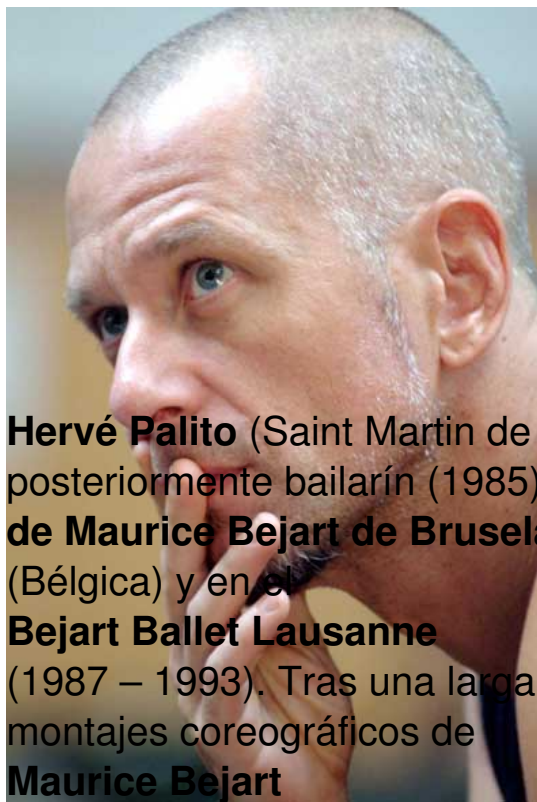 Hervé Palito (Saint Martin de
posteriormente bailarín (1985)
de Maurice Bejart de Brusela
(Bélgica) y en el
Bejart Ballet Lausanne
(1987 – 1993). Tras una larga
montajes coreográficos de
Maurice Bejart